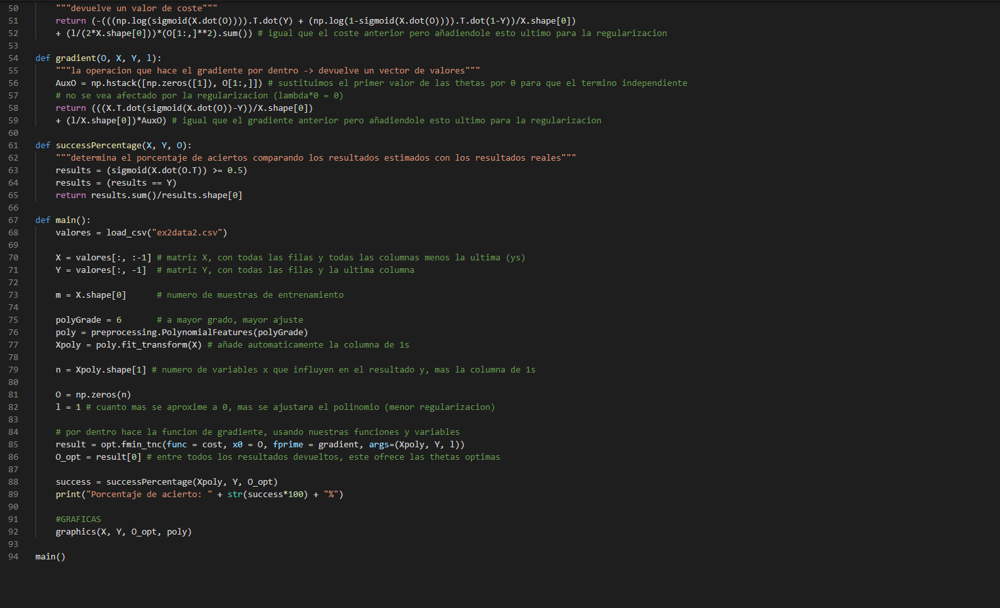 50 """devuelve un valor de coste"""
51 return (-(((np.log(sigmoid(X.dot(O)))).T.dot(Y) + (np.log(1-sigmoid(X.dot(O)))).T.dot(1-Y))/X.shape[0])
52 + (l/(2*X.shape[0]))*(O[1:,]**2).sum()) # igual que el coste anterior pero añadiendole esto ultimo para la regularizacion
53
54 def gradient(O, X, Y, l):
55 """la operacion que hace el gradiente por dentro -> devuelve un vector de valores"""
56 AuxO = np.hstack([np.zeros([1]), O[1:,]]) # sustituimos el primer valor de las thetas por 0 para que el termino independiente
57 # no se vea afectado por la regularizacion (lambda*0 = 0)
58 return (((X.T.dot(sigmoid(X.dot(O))-Y))/X.shape[0])
59 + (l/X.shape[0])*AuxO) # igual que el gradiente anterior pero añadiendole esto ultimo para la regularizacion
60
61 def successPercentage(X, Y, O):
62 """determina el porcentaje de aciertos comparando los resultados estimados con los resultados reales"""
63 results = (sigmoid(X.dot(O.T)) >= 0.5)
64 results = (results == Y)
65 return results.sum()/results.shape[0]
66
67 def main():
68 valores = load_csv("ex2data2.csv")
69
70 X = valores[:, :-1] # matriz X, con todas las filas y todas las columnas menos la ultima (ys)
71 Y = valores[:, -1] # matriz Y, con todas las filas y la ultima columna
72
73 m = X.shape[0] # numero de muestras de entrenamiento
74
75 polyGrade = 6 # a mayor grado, mayor ajuste
76 poly = preprocessing.PolynomialFeatures(polyGrade)
77 Xpoly = poly.fit_transform(X) # añade automaticamente la columna de 1s
78
79 n = Xpoly.shape[1] # numero de variables x que influyen en el resultado y, mas la columna de 1s
80
81 O = np.zeros(n)
82 l = 1 # cuanto mas se aproxime a 0, mas se ajustara el polinomio (menor regularizacion)
83
84 # por dentro hace la funcion de gradiente, usando nuestras funciones y variables
85 result = opt.fmin_tnc(func = cost, x0 = O, fprime = gradient, args=(Xpoly, Y, l))
86 O_opt = result[0] # entre todos los resultados devueltos, este ofrece las thetas optimas
87
88 success = successPercentage(Xpoly, Y, O_opt)
89 print("Porcentaje de acierto: " + str(success*100) + "%")
90
91 #GRAFICAS
92 graphics(X, Y, O_opt, poly)
93
94 main()